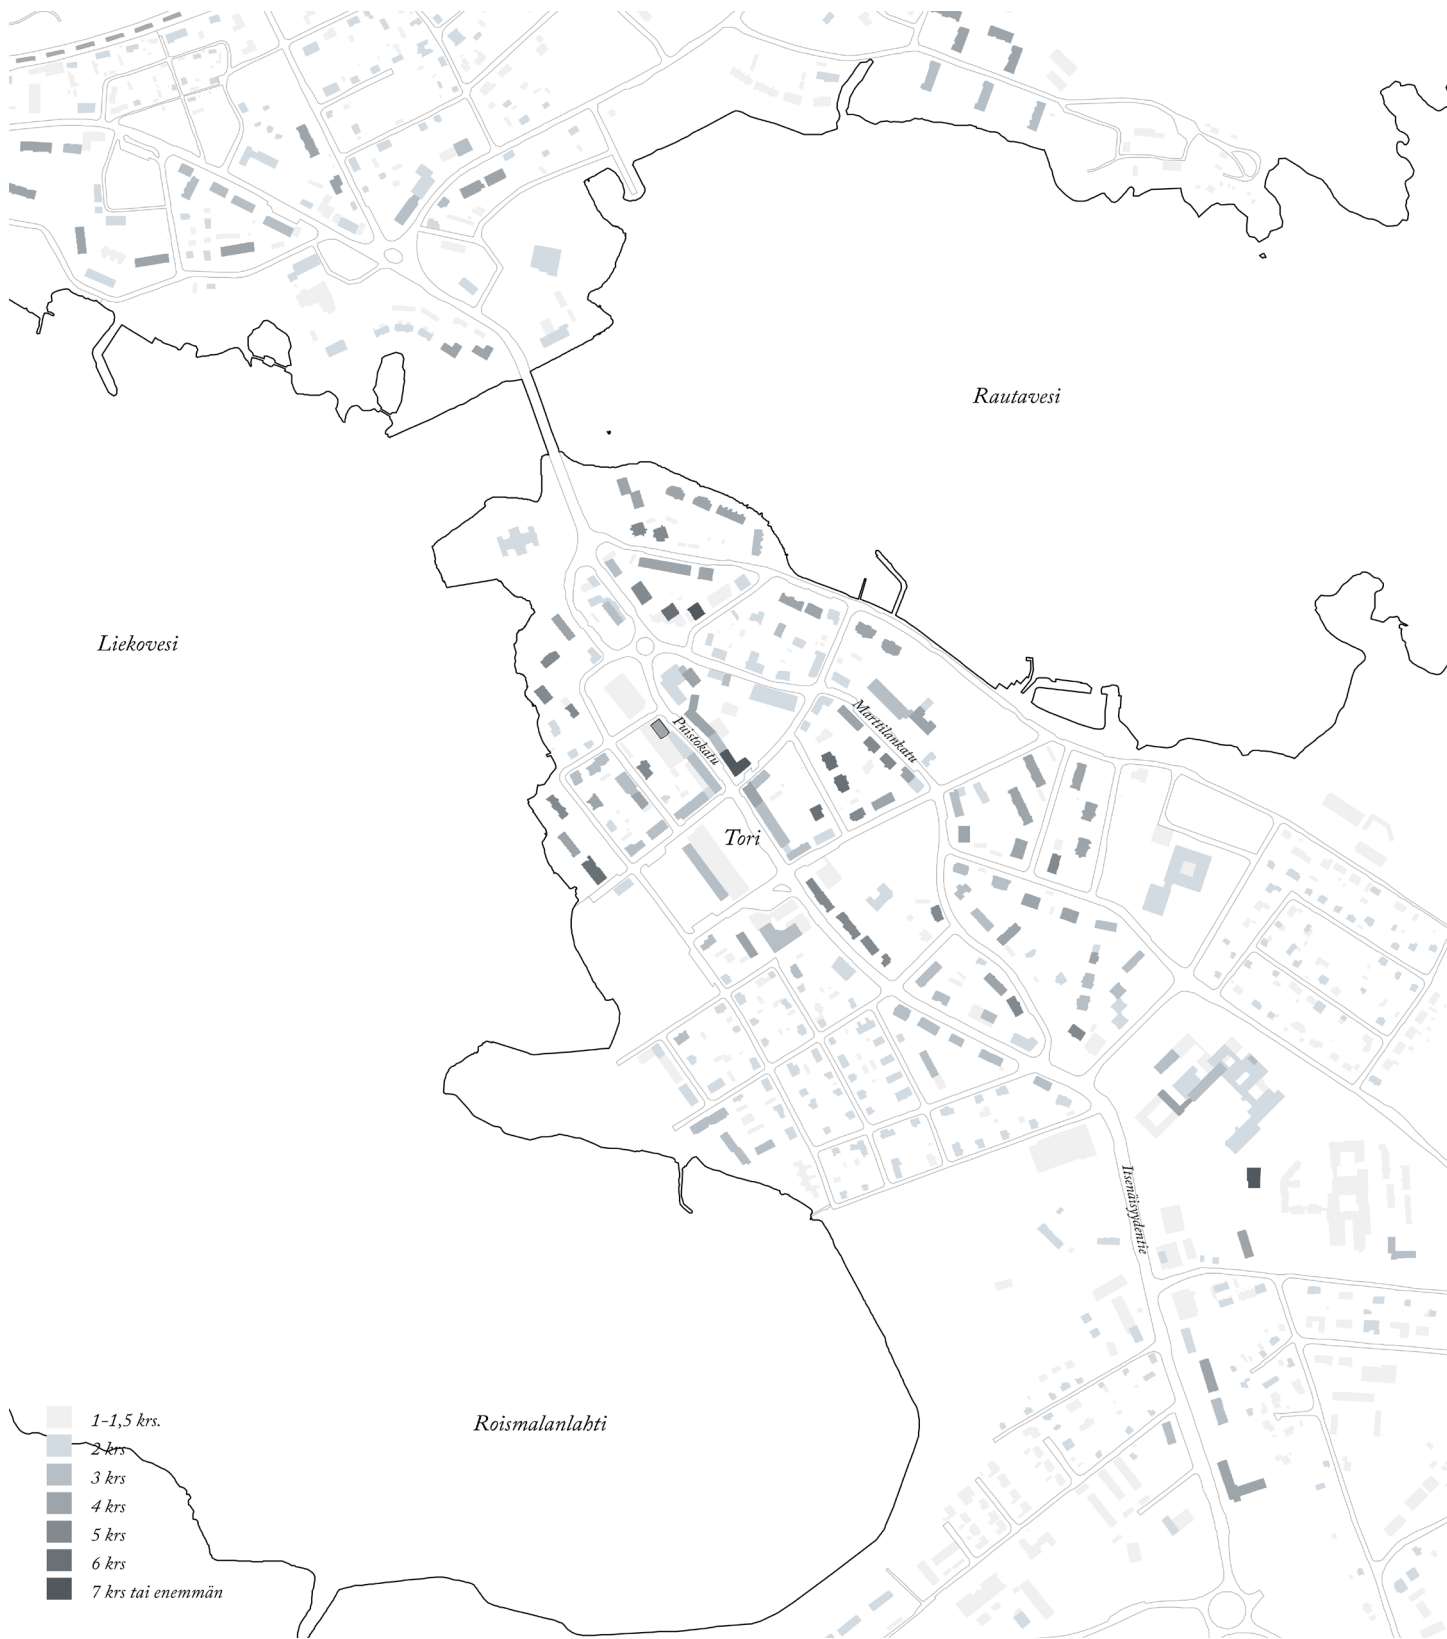 Rautavesi
Liekovesi
Puistokatu
Marttilankatu
Tori
Itsenäisyydentie
Roismalanlahti
1-1,5 krs.
2 krs
3 krs
4 krs
5 krs
6 krs
7 krs tai enemmän